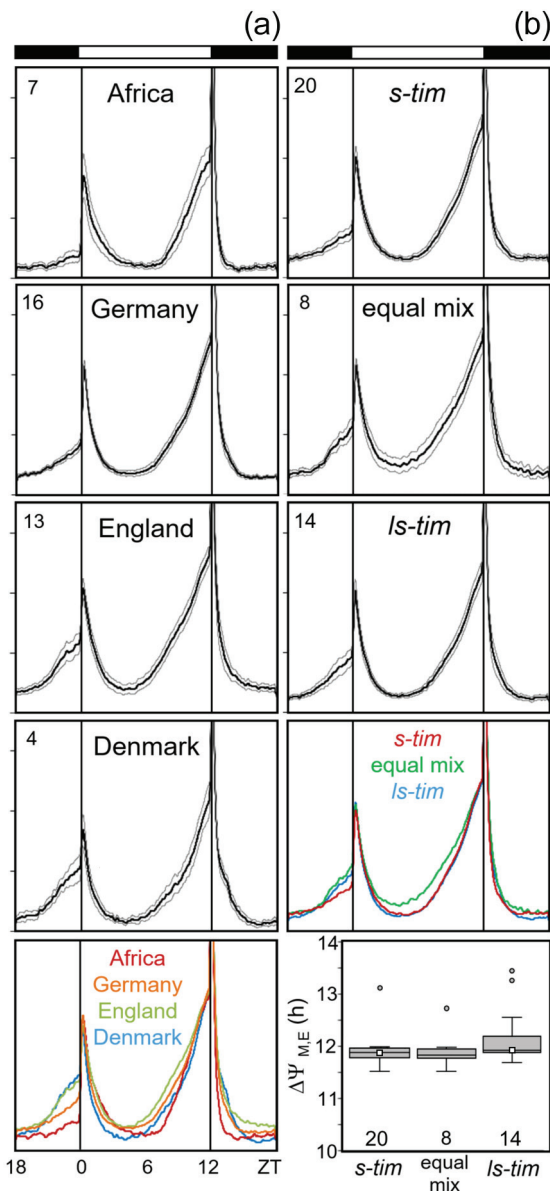 (a)
(b)
7
Africa
20
s-tim
16
Germany
8
equal mix
13
England
14
ls-tim
4
Denmark
s-tim
equal mix
ls-tim
Africa
Germany
England
Denmark
18 0 6 12 ZT
ΔΨ M,E (h)
14
13
12
11
10
20 8 14
s-tim equal mix ls-tim